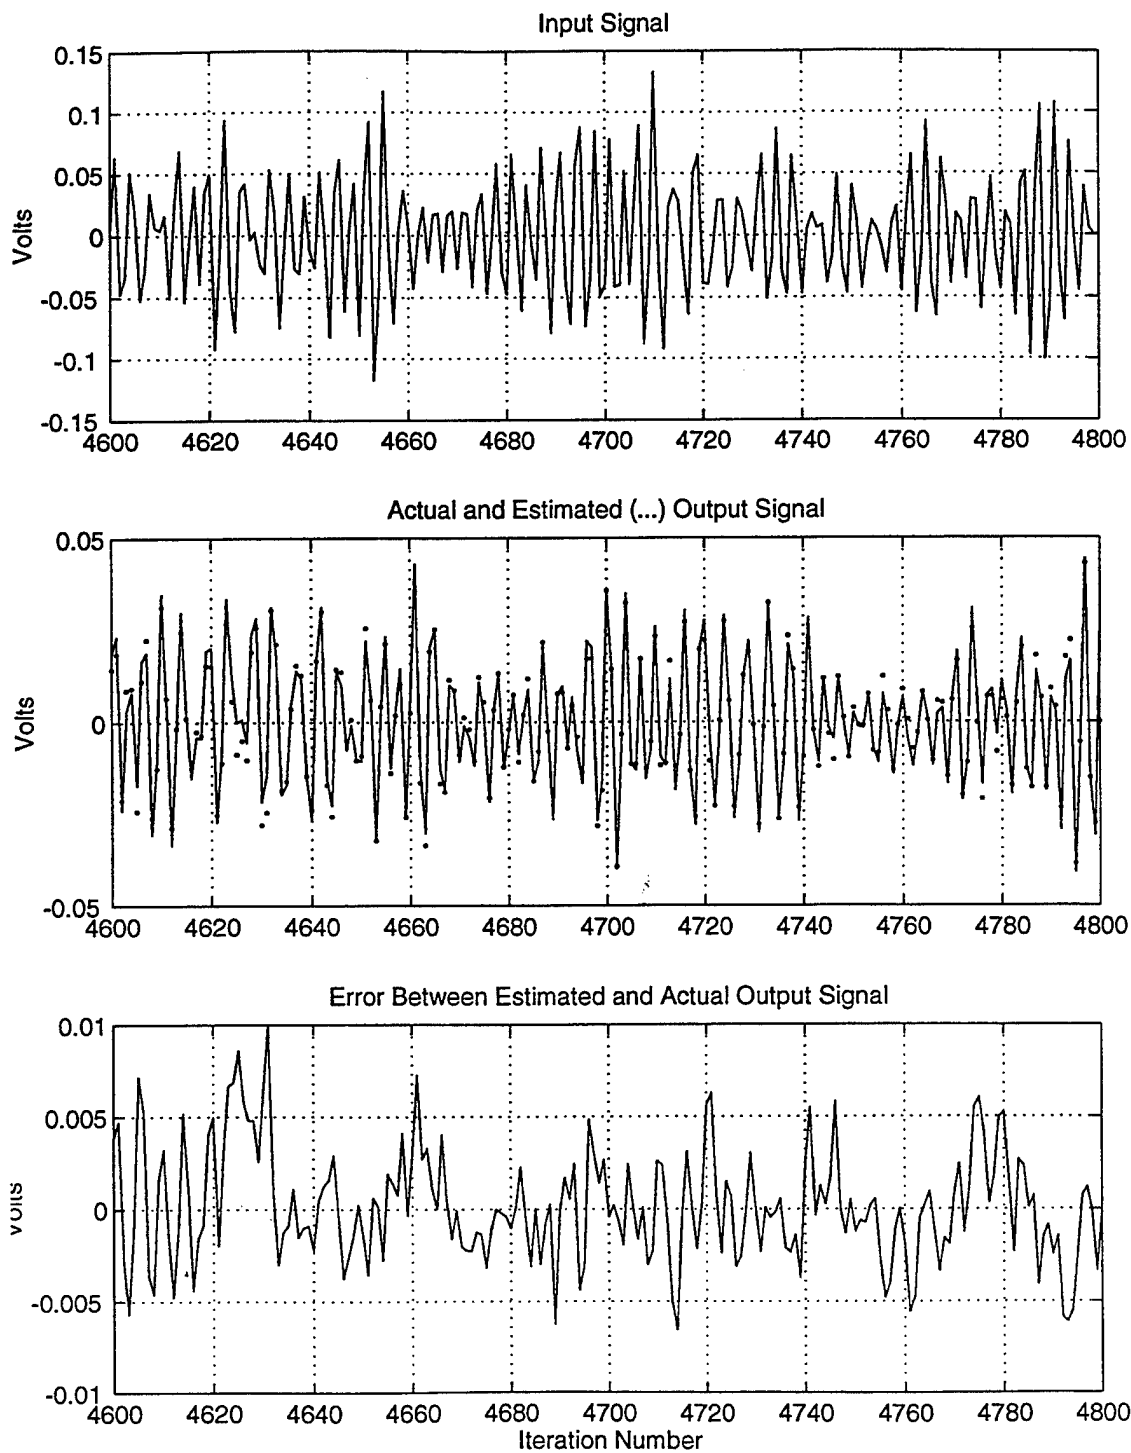 Input Signal
0.15
0.1
0.05
0
-0.05
-0.1
-0.15
Volts
4600 4620 4640 4660 4680 4700 4720 4740 4760 4780 4800
Actual and Estimated (...) Output Signal
0.05
0
-0.05
Volts
4600 4620 4640 4660 4680 4700 4720 4740 4760 4780 4800
Error Between Estimated and Actual Output Signal
0.01
0.005
0
-0.005
-0.01
Volts
4600 4620 4640 4660 4680 4700 4720 4740 4760 4780 4800
Iteration Number